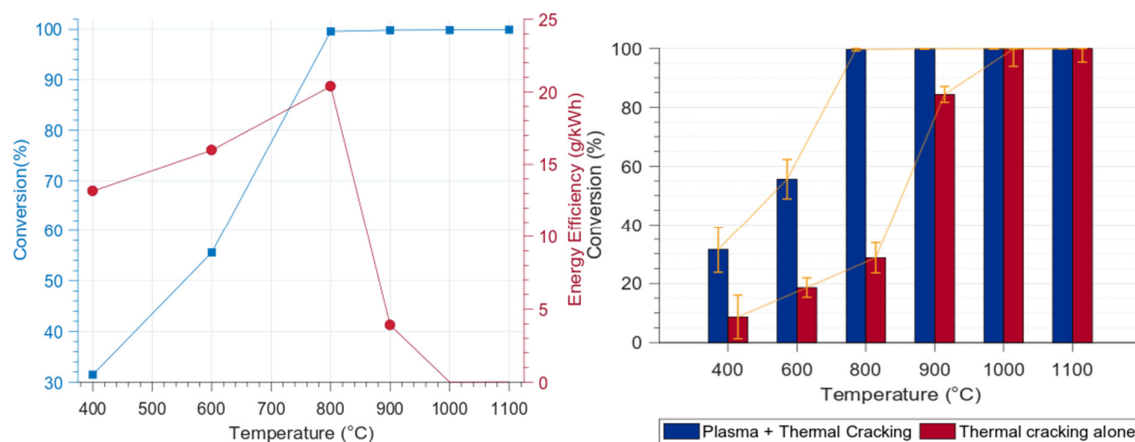 100
90
80
70
60
50
40
30
Conversion(%)
25
20
15
10
5
0
Energy Efficiency (g/kWh)
400 500 600 700 800 900 1000 1100
Temperature (°C)
100
80
60
40
20
0
Conversion (%)
400 600 800 900 1000 1100
Temperature (°C)
Plasma + Thermal Cracking Thermal cracking alone